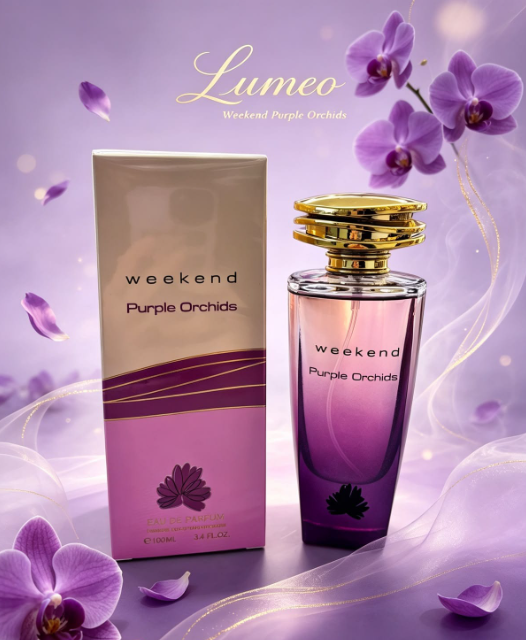 Lumeo
Weekend Purple Orchids
weekend
Purple Orchids
EAU DE PARFUM
℮100ML 3.4 FL.OZ.
weekend
Purple Orchids